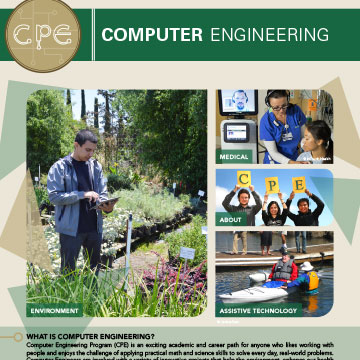 CPE
COMPUTER ENGINEERING
MEDICAL
C P E
ABOUT
ENVIRONMENT
ASSISTIVE TECHNOLOGY
WHAT IS COMPUTER ENGINEERING?
Computer Engineering Program (CPE) is an exciting academic and career path for anyone who likes working with
people and enjoys the challenge of applying practical math and science skills to solve every day, real-world problems.